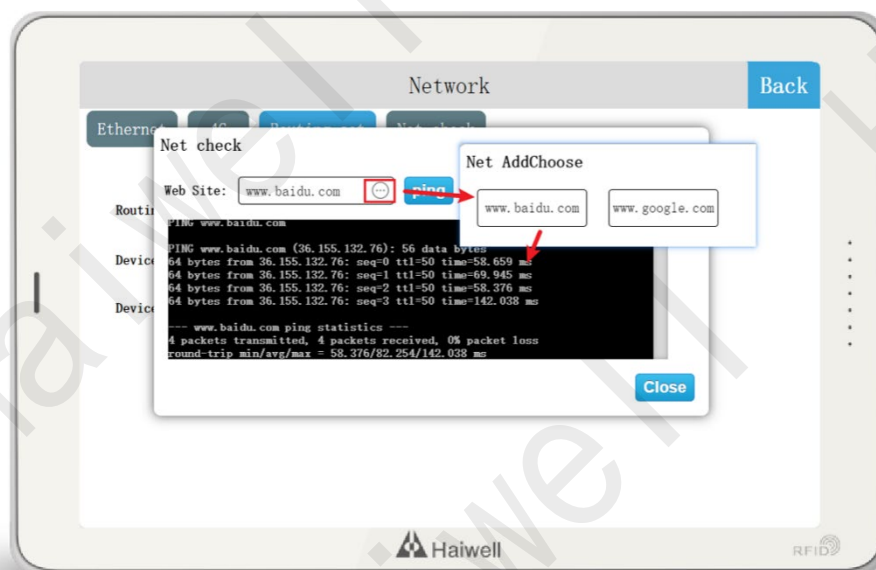 Network
Back
Net check
Net AddChoose
Web Site:
www.baidu.com
ping
www.baidu.com
www.google.com
PING www.baidu.com
PING www.baidu.com (36.155.132.76): 56 data bytes
64 bytes from 36.155.132.76: seq=0 ttl=50 time=58.659 ms
64 bytes from 36.155.132.76: seq=1 ttl=50 time=69.945 ms
64 bytes from 36.155.132.76: seq=2 ttl=50 time=58.376 ms
64 bytes from 36.155.132.76: seq=3 ttl=50 time=142.038 ms
--- www.baidu.com ping statistics ---
4 packets transmitted, 4 packets received, 0% packet loss
round-trip min/avg/max = 58.376/82.254/142.038 ms
Device
Device
Close
Haiwell
RFID